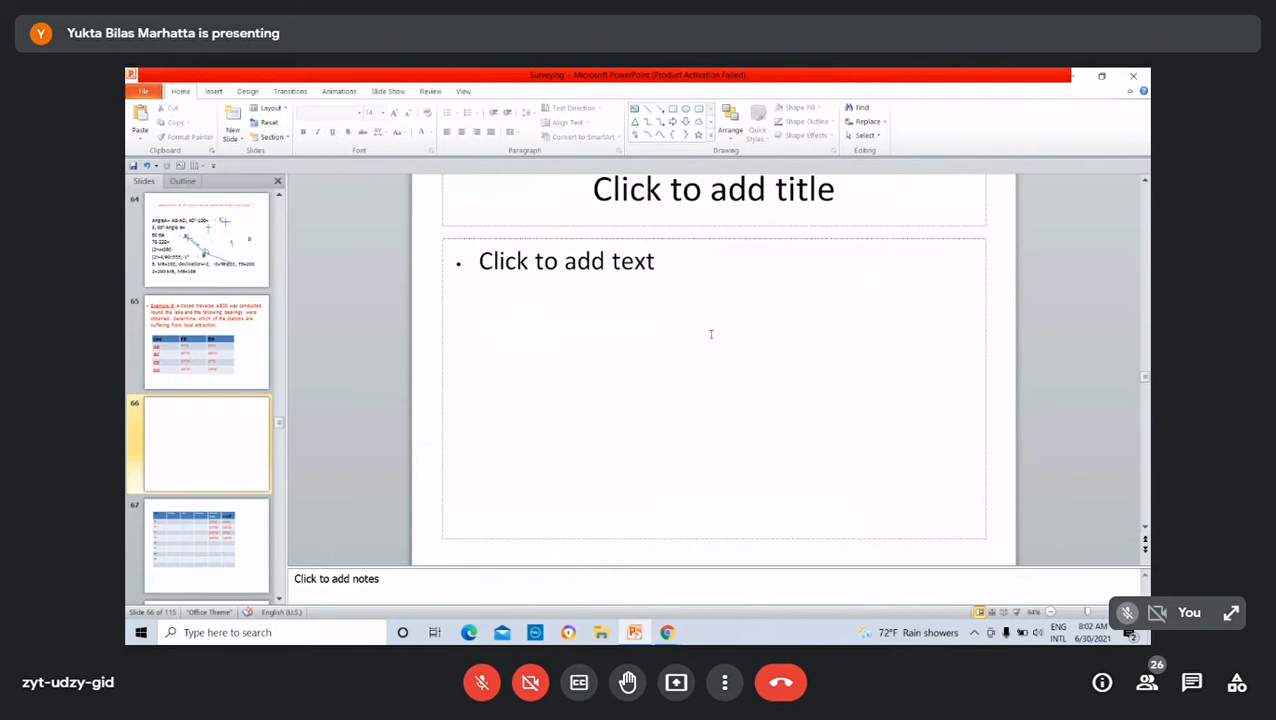 Y Yukta Bilas Marhatta is presenting
Surveying - Microsoft PowerPoint (Product Activation Failed)
File Home Insert Design Transitions Animations Slide Show Review View
Paste
Cut
Copy
Format Painter
Clipboard
New
Slide
Layout
Reset
Section
Slides
14
Font
Text Direction
Align Text
Convert to SmartArt
Paragraph
Arrange
Quick
Styles
Shape Fill
Shape Outline
Shape Effects
Drawing
Find
Replace
Select
Editing
Slides Outline
64
65
Example 3: A closed traverse ABCD was conducted
round the lake and the following bearings were
obtained. Determine which of the stations are
suffering from local attraction.
66
67
Click to add title
• Click to add text
Click to add notes
Slide 66 of 115 "Office Theme" English (U.S.) 94%
Type here to search
72°F Rain showers
ENG
INTL
8:02 AM
6/30/2021
2
You
zyt-udzy-gid
CC
26